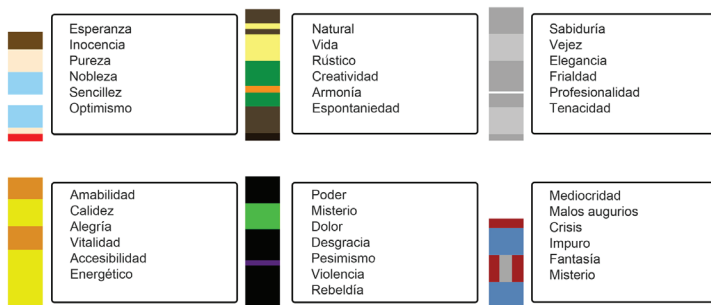 Esperanza
Inocencia
Pureza
Nobleza
Sencillez
Optimismo
Natural
Vida
Rústico
Creatividad
Armonía
Espontaniedad
Sabiduría
Vejez
Elegancia
Frialdad
Profesionalidad
Tenacidad
Amabilidad
Calidez
Alegría
Vitalidad
Accesibilidad
Energético
Poder
Misterio
Dolor
Desgracia
Pesimismo
Violencia
Rebeldía
Mediocridad
Malos augurios
Crisis
Impuro
Fantasía
Misterio